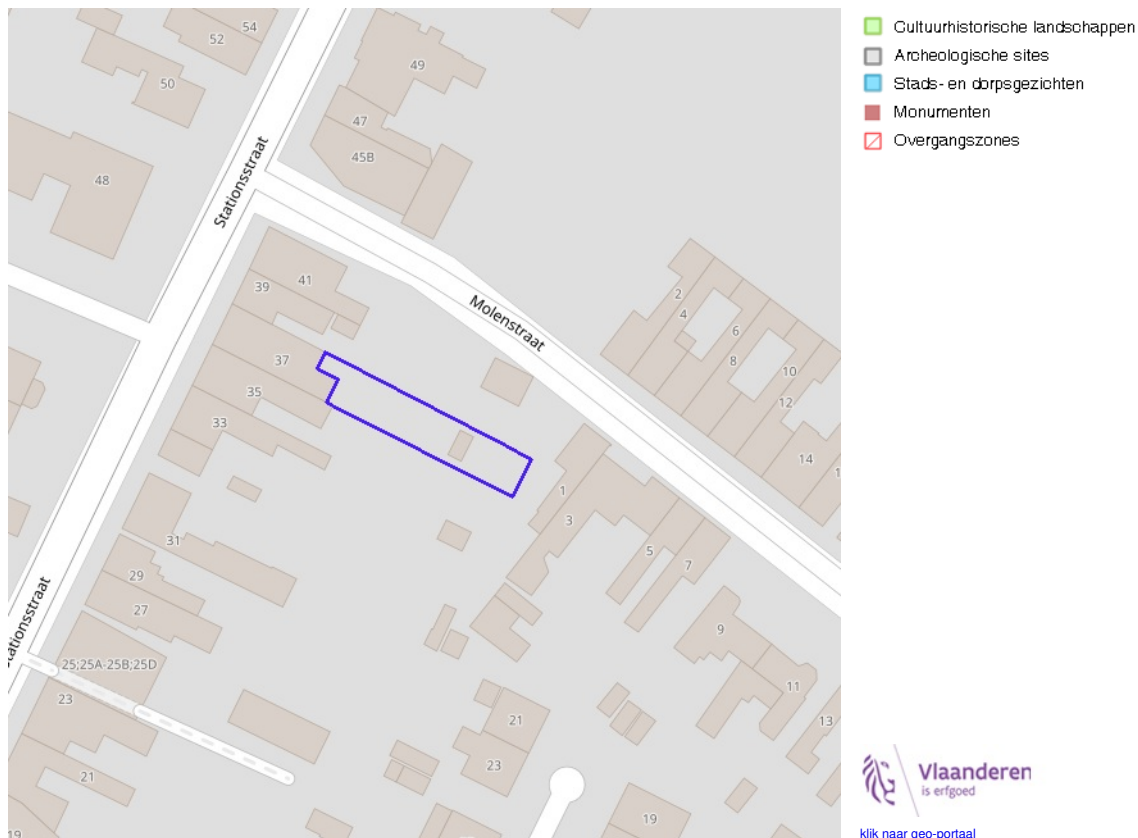 54
52
50
49
47
45B
48
Stationsstraat
41
39
37
35
33
31
29
27
Stationsstraat
25;25A-25B;25D
23
21
19
Molenstraat
2
4
6
8
10
12
14
1
1
3
5
7
9
11
13
21
23
19
Cultuurhistorische landschappen
Archeologische sites
Stads- en dorpsgezichten
Monumenten
Overgangszones
Vlaanderen
is erfgoed
klik naar geo-portaal